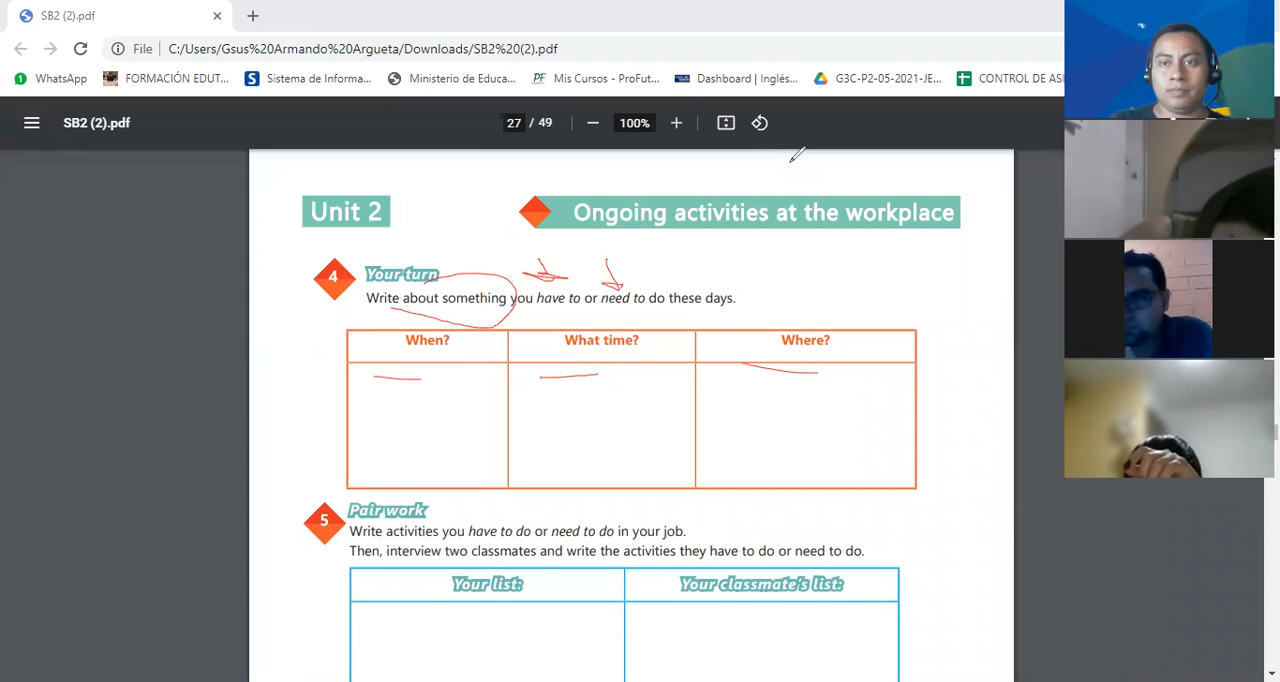 SB2 (2).pdf
File C:/Users/Gsus%20Armando%20Argueta/Downloads/SB2%20(2).pdf
WhatsApp FORMACIÓN EDUT... Sistema de Informa... Ministerio de Educa... Mis Cursos - ProFut... Dashboard | Inglés... G3C-P2-05-2021-JE... CONTROL DE ASI
SB2 (2).pdf 27 / 49 100%
Unit 2 Ongoing activities at the workplace
4 Your turn
Write about something you have to or need to do these days.
When? What time? Where?
5 Pair work
Write activities you have to do or need to do in your job.
Then, interview two classmates and write the activities they have to do or need to do.
Your list: Your classmate's list: